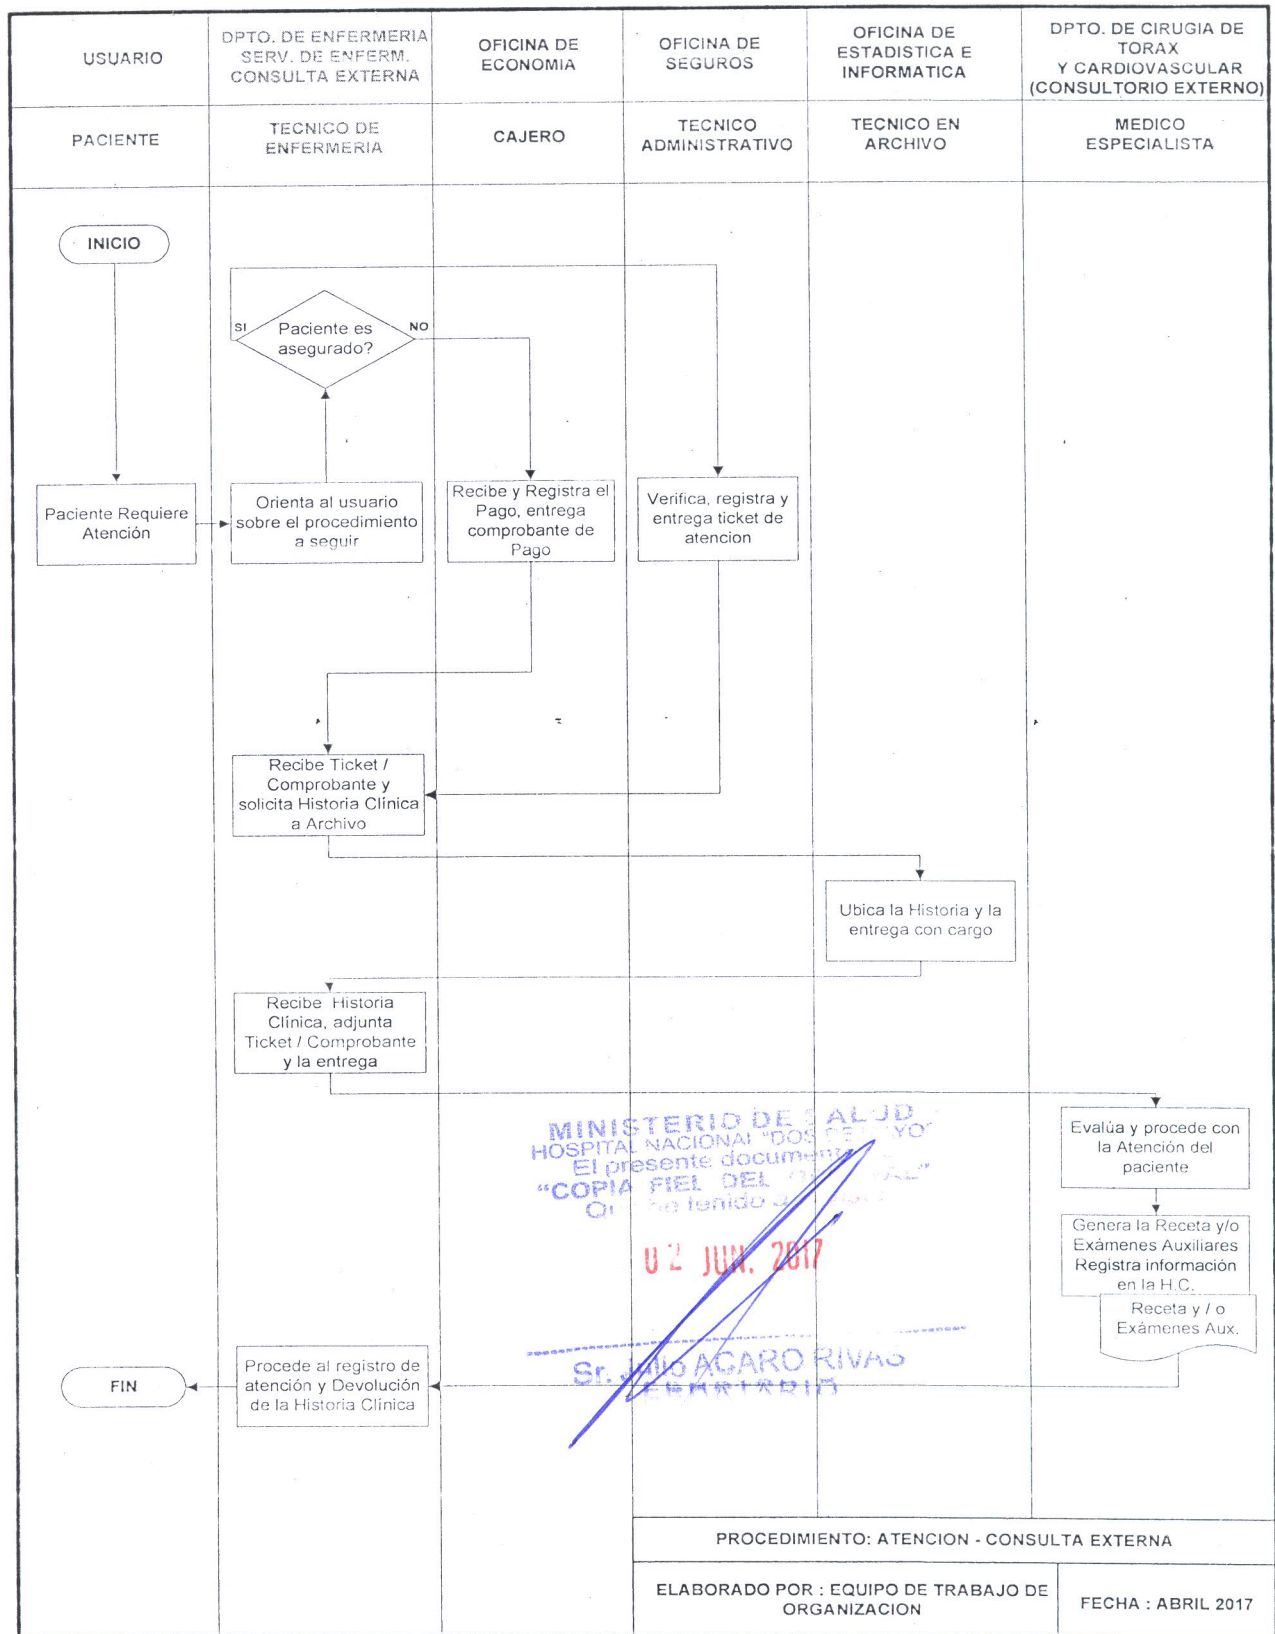 USUARIO
DPTO. DE ENFERMERIA
SERV. DE ENFERM.
CONSULTA EXTERNA
OFICINA DE
ECONOMIA
OFICINA DE
SEGUROS
OFICINA DE
ESTADISTICA E
INFORMATICA
DPTO. DE CIRUGIA DE
TORAX
Y CARDIOVASCULAR
(CONSULTORIO EXTERNO)
PACIENTE
TECNICO DE
ENFERMERIA
CAJERO
TECNICO
ADMINISTRATIVO
TECNICO EN
ARCHIVO
MEDICO
ESPECIALISTA
INICIO
SI
Paciente es
asegurado?
NO
Paciente Requiere
Atención
Orienta al usuario
sobre el procedimiento
a seguir
Recibe y Registra el
Pago, entrega
comprobante de
Pago
Verifica, registra y
entrega ticket de
atencion
Recibe Ticket /
Comprobante y
solicita Historia Clínica
a Archivo
Ubica la Historia y la
entrega con cargo
Recibe Historia
Clínica, adjunta
Ticket / Comprobante
y la entrega
Evalúa y procede con
la Atención del
paciente
Genera la Receta y/o
Exámenes Auxiliares
Registra información
en la H.C.
Receta y / o
Exámenes Aux.
MINISTERIO DE SALUD
HOSPITAL NACIONAL "DOS DE MAYO"
El presente documento
"COPIA FIEL DEL
tenido a
02 JUN. 2017
Sr. Julio ACARO RIVAS
Procede al registro de
atención y Devolución
de la Historia Clínica
FIN
PROCEDIMIENTO: ATENCION - CONSULTA EXTERNA
ELABORADO POR : EQUIPO DE TRABAJO DE
ORGANIZACION
FECHA : ABRIL 2017